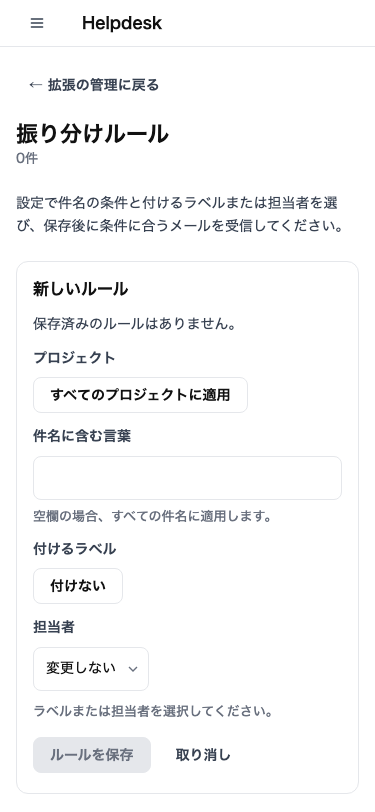 Helpdesk
← 拡張の管理に戻る
振り分けルール
0件
設定で件名の条件と付けるラベルまたは担当者を選
び、保存後に条件に合うメールを受信してください。
新しいルール
保存済みのルールはありません。
プロジェクト
すべてのプロジェクトに適用
件名に含む言葉
空欄の場合、すべての件名に適用します。
付けるラベル
付けない
担当者
変更しない
ラベルまたは担当者を選択してください。
ルールを保存
取り消し